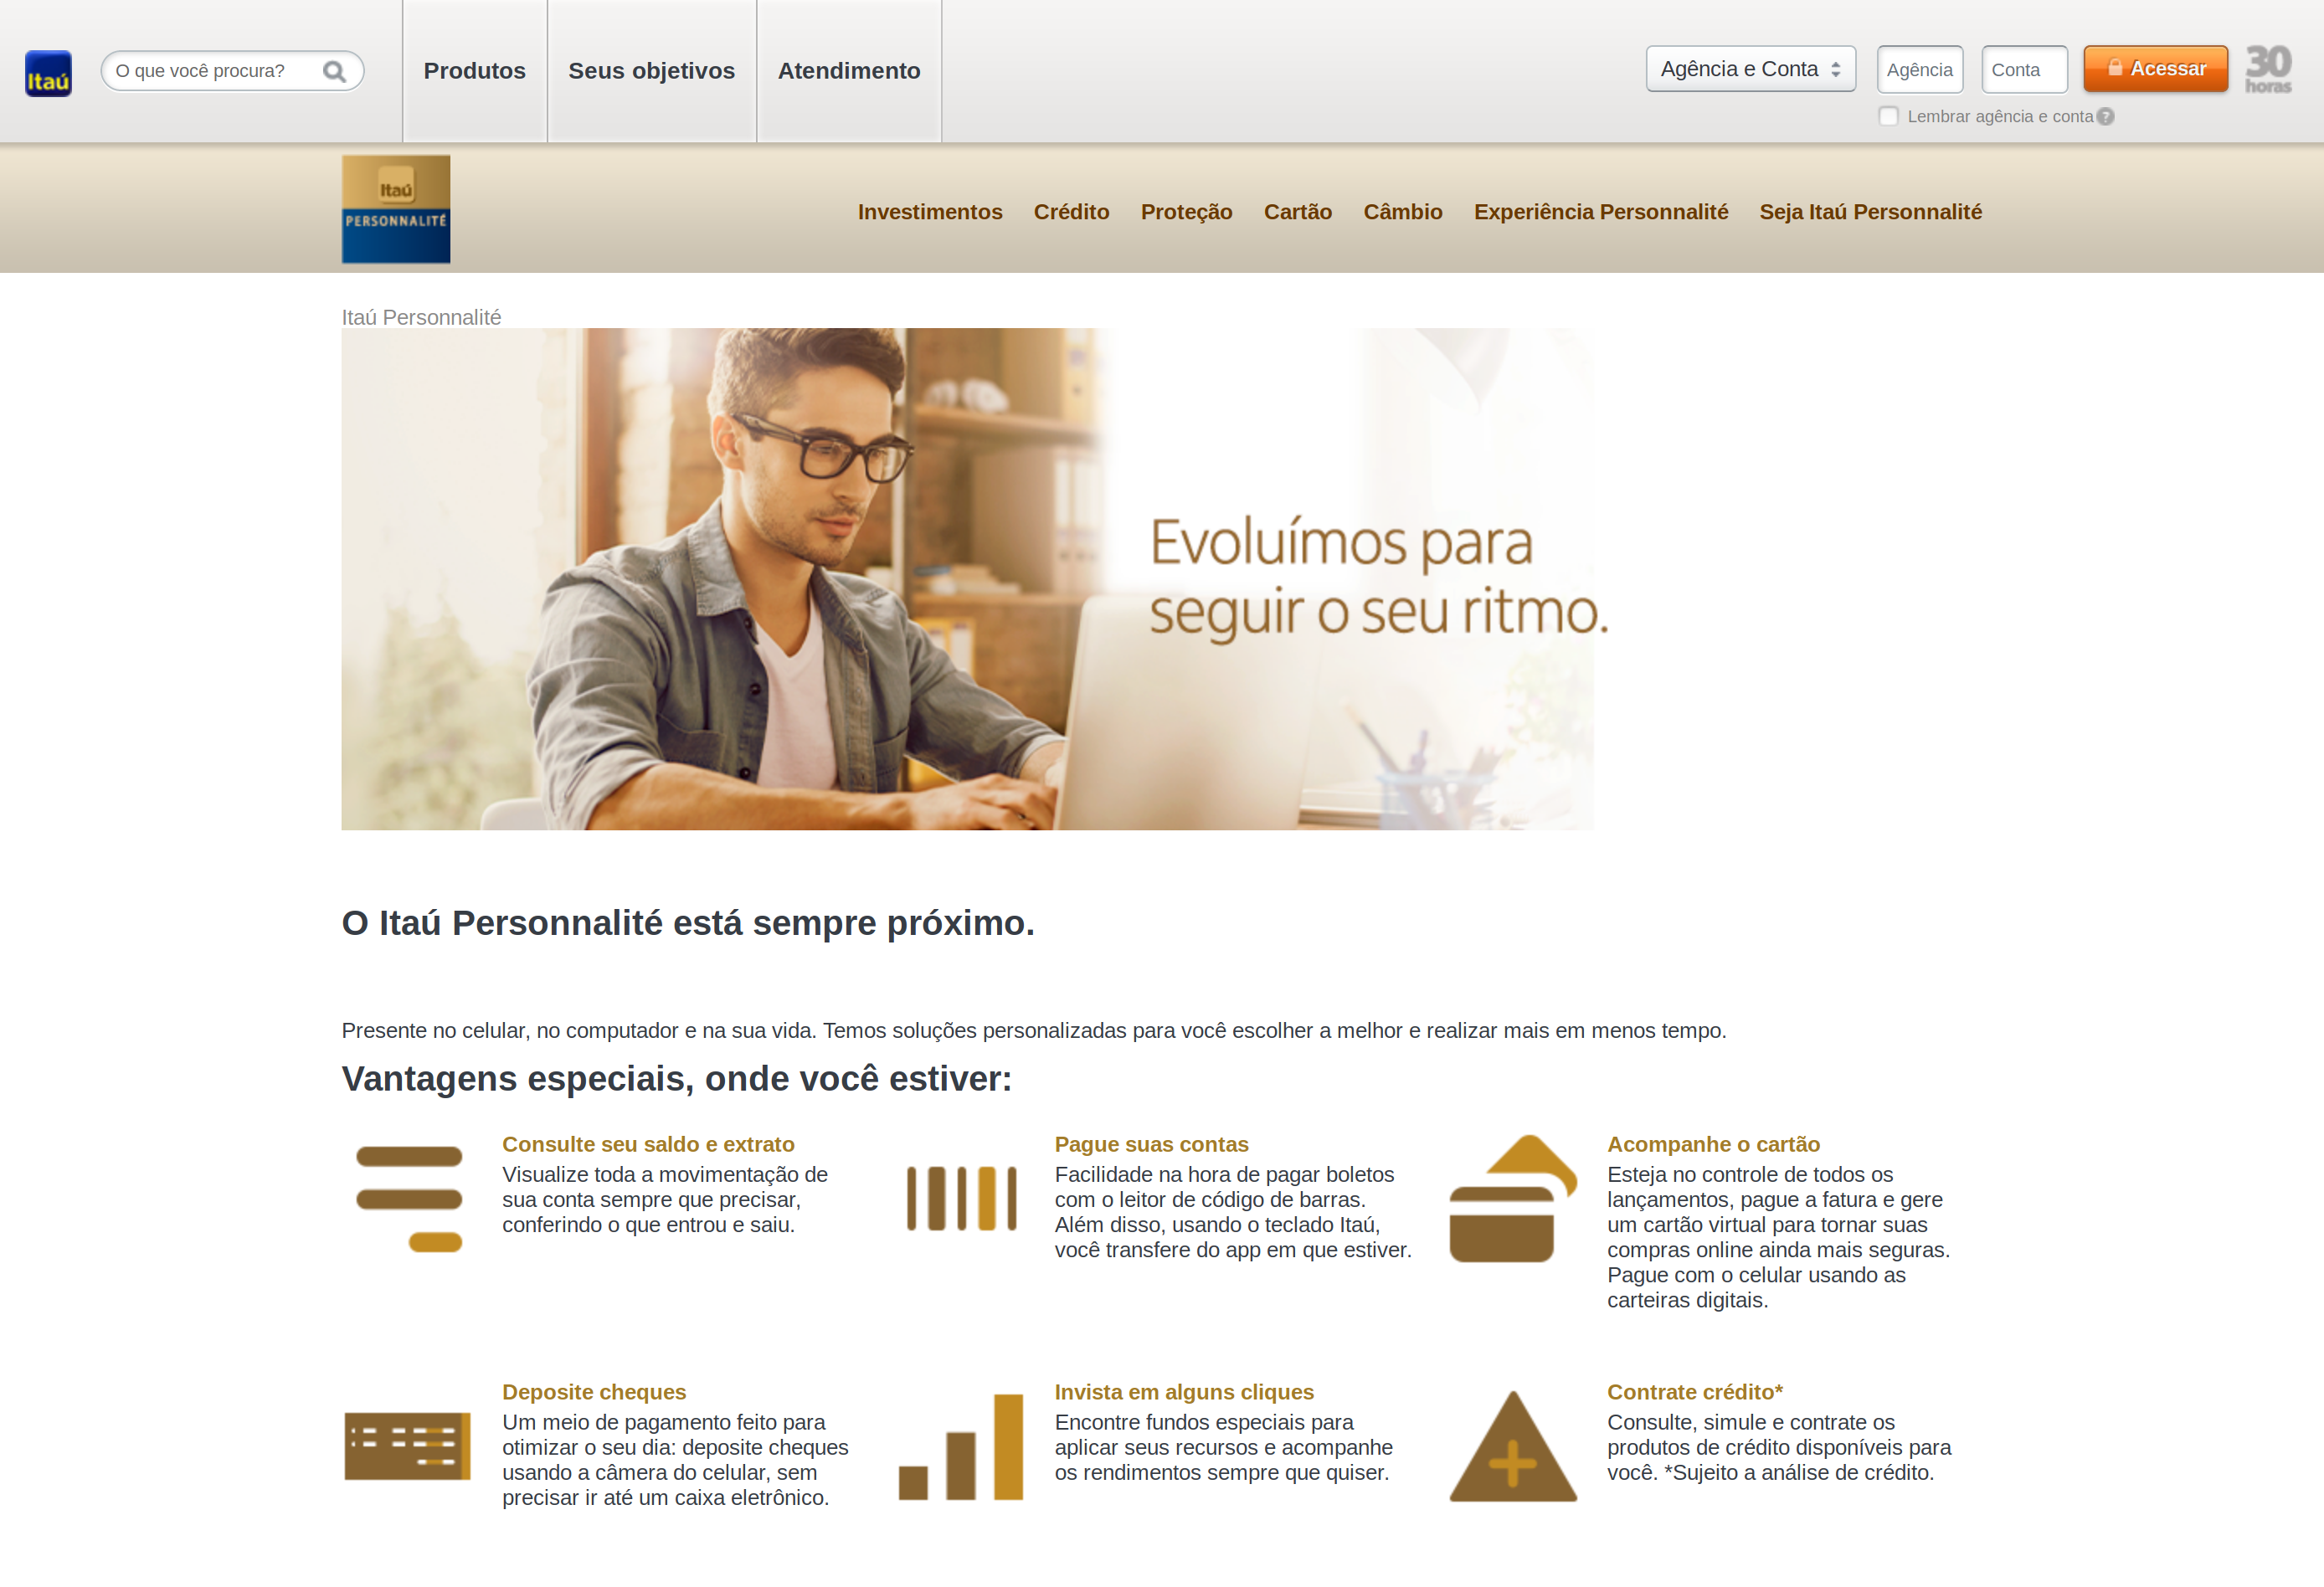 Itaú
O que você procura?
Produtos
Seus objetivos
Atendimento
Agência e Conta
Agência
Conta
Acessar
30
horas
Lembrar agência e conta ?
Itaú
PERSONNALITÉ
Investimentos
Crédito
Proteção
Cartão
Câmbio
Experiência Personnalité
Seja Itaú Personnalité
Itaú Personnalité
Evoluímos para
seguir o seu ritmo.
O Itaú Personnalité está sempre próximo.
Presente no celular, no computador e na sua vida. Temos soluções personalizadas para você escolher a melhor e realizar mais em menos tempo.
Vantagens especiais, onde você estiver:
Consulte seu saldo e extrato
Visualize toda a movimentação de
sua conta sempre que precisar,
conferindo o que entrou e saiu.
Pague suas contas
Facilidade na hora de pagar boletos
com o leitor de código de barras.
Além disso, usando o teclado Itaú,
você transfere do app em que estiver.
Acompanhe o cartão
Esteja no controle de todos os
lançamentos, pague a fatura e gere
um cartão virtual para tornar suas
compras online ainda mais seguras.
Pague com o celular usando as
carteiras digitais.
Deposite cheques
Um meio de pagamento feito para
otimizar o seu dia: deposite cheques
usando a câmera do celular, sem
precisar ir até um caixa eletrônico.
Invista em alguns cliques
Encontre fundos especiais para
aplicar seus recursos e acompanhe
os rendimentos sempre que quiser.
Contrate crédito*
Consulte, simule e contrate os
produtos de crédito disponíveis para
você. *Sujeito a análise de crédito.